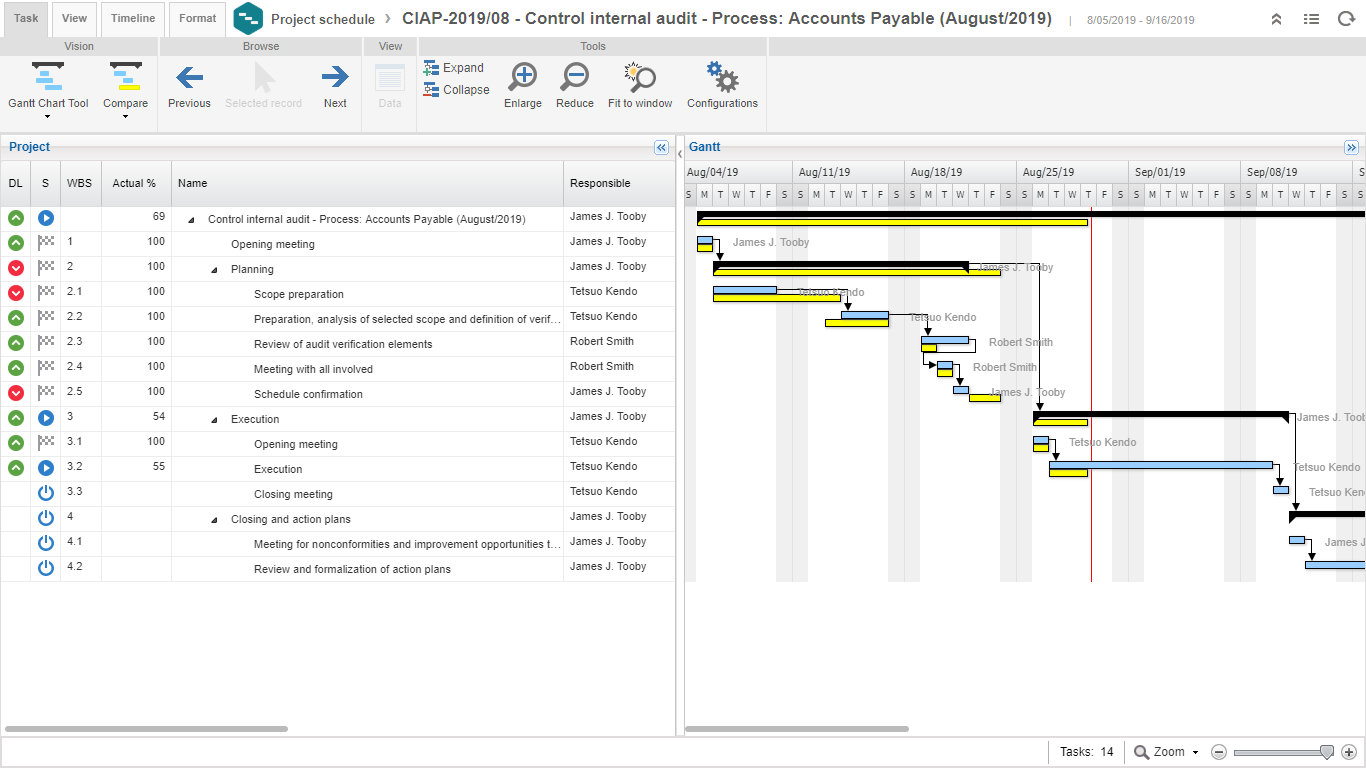 Task View Timeline Format Project schedule › CIAP-2019/08 - Control internal audit - Process: Accounts Payable (August/2019) | 8/05/2019 - 9/16/2019
Vision Browse View Tools
Gantt Chart Tool Compare Previous Selected record Next Data Expand Collapse Enlarge Reduce Fit to window Configurations
Project
DL S WBS Actual % Name Responsible
69 Control internal audit - Process: Accounts Payable (August/2019) James J. Tooby
1 100 Opening meeting James J. Tooby
2 100 Planning James J. Tooby
2.1 100 Scope preparation Tetsuo Kendo
2.2 100 Preparation, analysis of selected scope and definition of verif... Tetsuo Kendo
2.3 100 Review of audit verification elements Robert Smith
2.4 100 Meeting with all involved Robert Smith
2.5 100 Schedule confirmation James J. Tooby
3 54 Execution James J. Tooby
3.1 100 Opening meeting Tetsuo Kendo
3.2 55 Execution Tetsuo Kendo
3.3 Closing meeting Tetsuo Kendo
4 Closing and action plans James J. Tooby
4.1 Meeting for nonconformities and improvement opportunities t... James J. Tooby
4.2 Review and formalization of action plans James J. Tooby
Gantt
Aug/04/19 Aug/11/19 Aug/18/19 Aug/25/19 Sep/01/19 Sep/08/19 S
S M T W T F S S M T W T F S S M T W T F S S M T W T F S S M T W T F S S M T W T F S S
James J. Tooby
James J. Tooby
Tetsuo Kendo
Tetsuo Kendo
Robert Smith
Robert Smith
James J. Tooby
James J. Toob
Tetsuo Kendo
Tetsuo Kendo
Tetsuo Ken
James J
Tasks: 14 Zoom